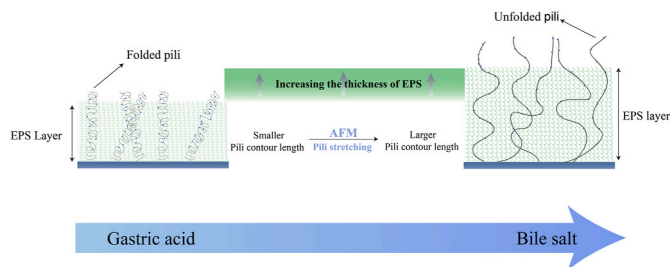 Unfolded pili
Folded pili
Increasing the thickness of EPS
EPS Layer
EPS layer
Smaller
Pili contour length
AFM
Pili stretching
Larger
Pili contour length
Gastric acid
Bile salt